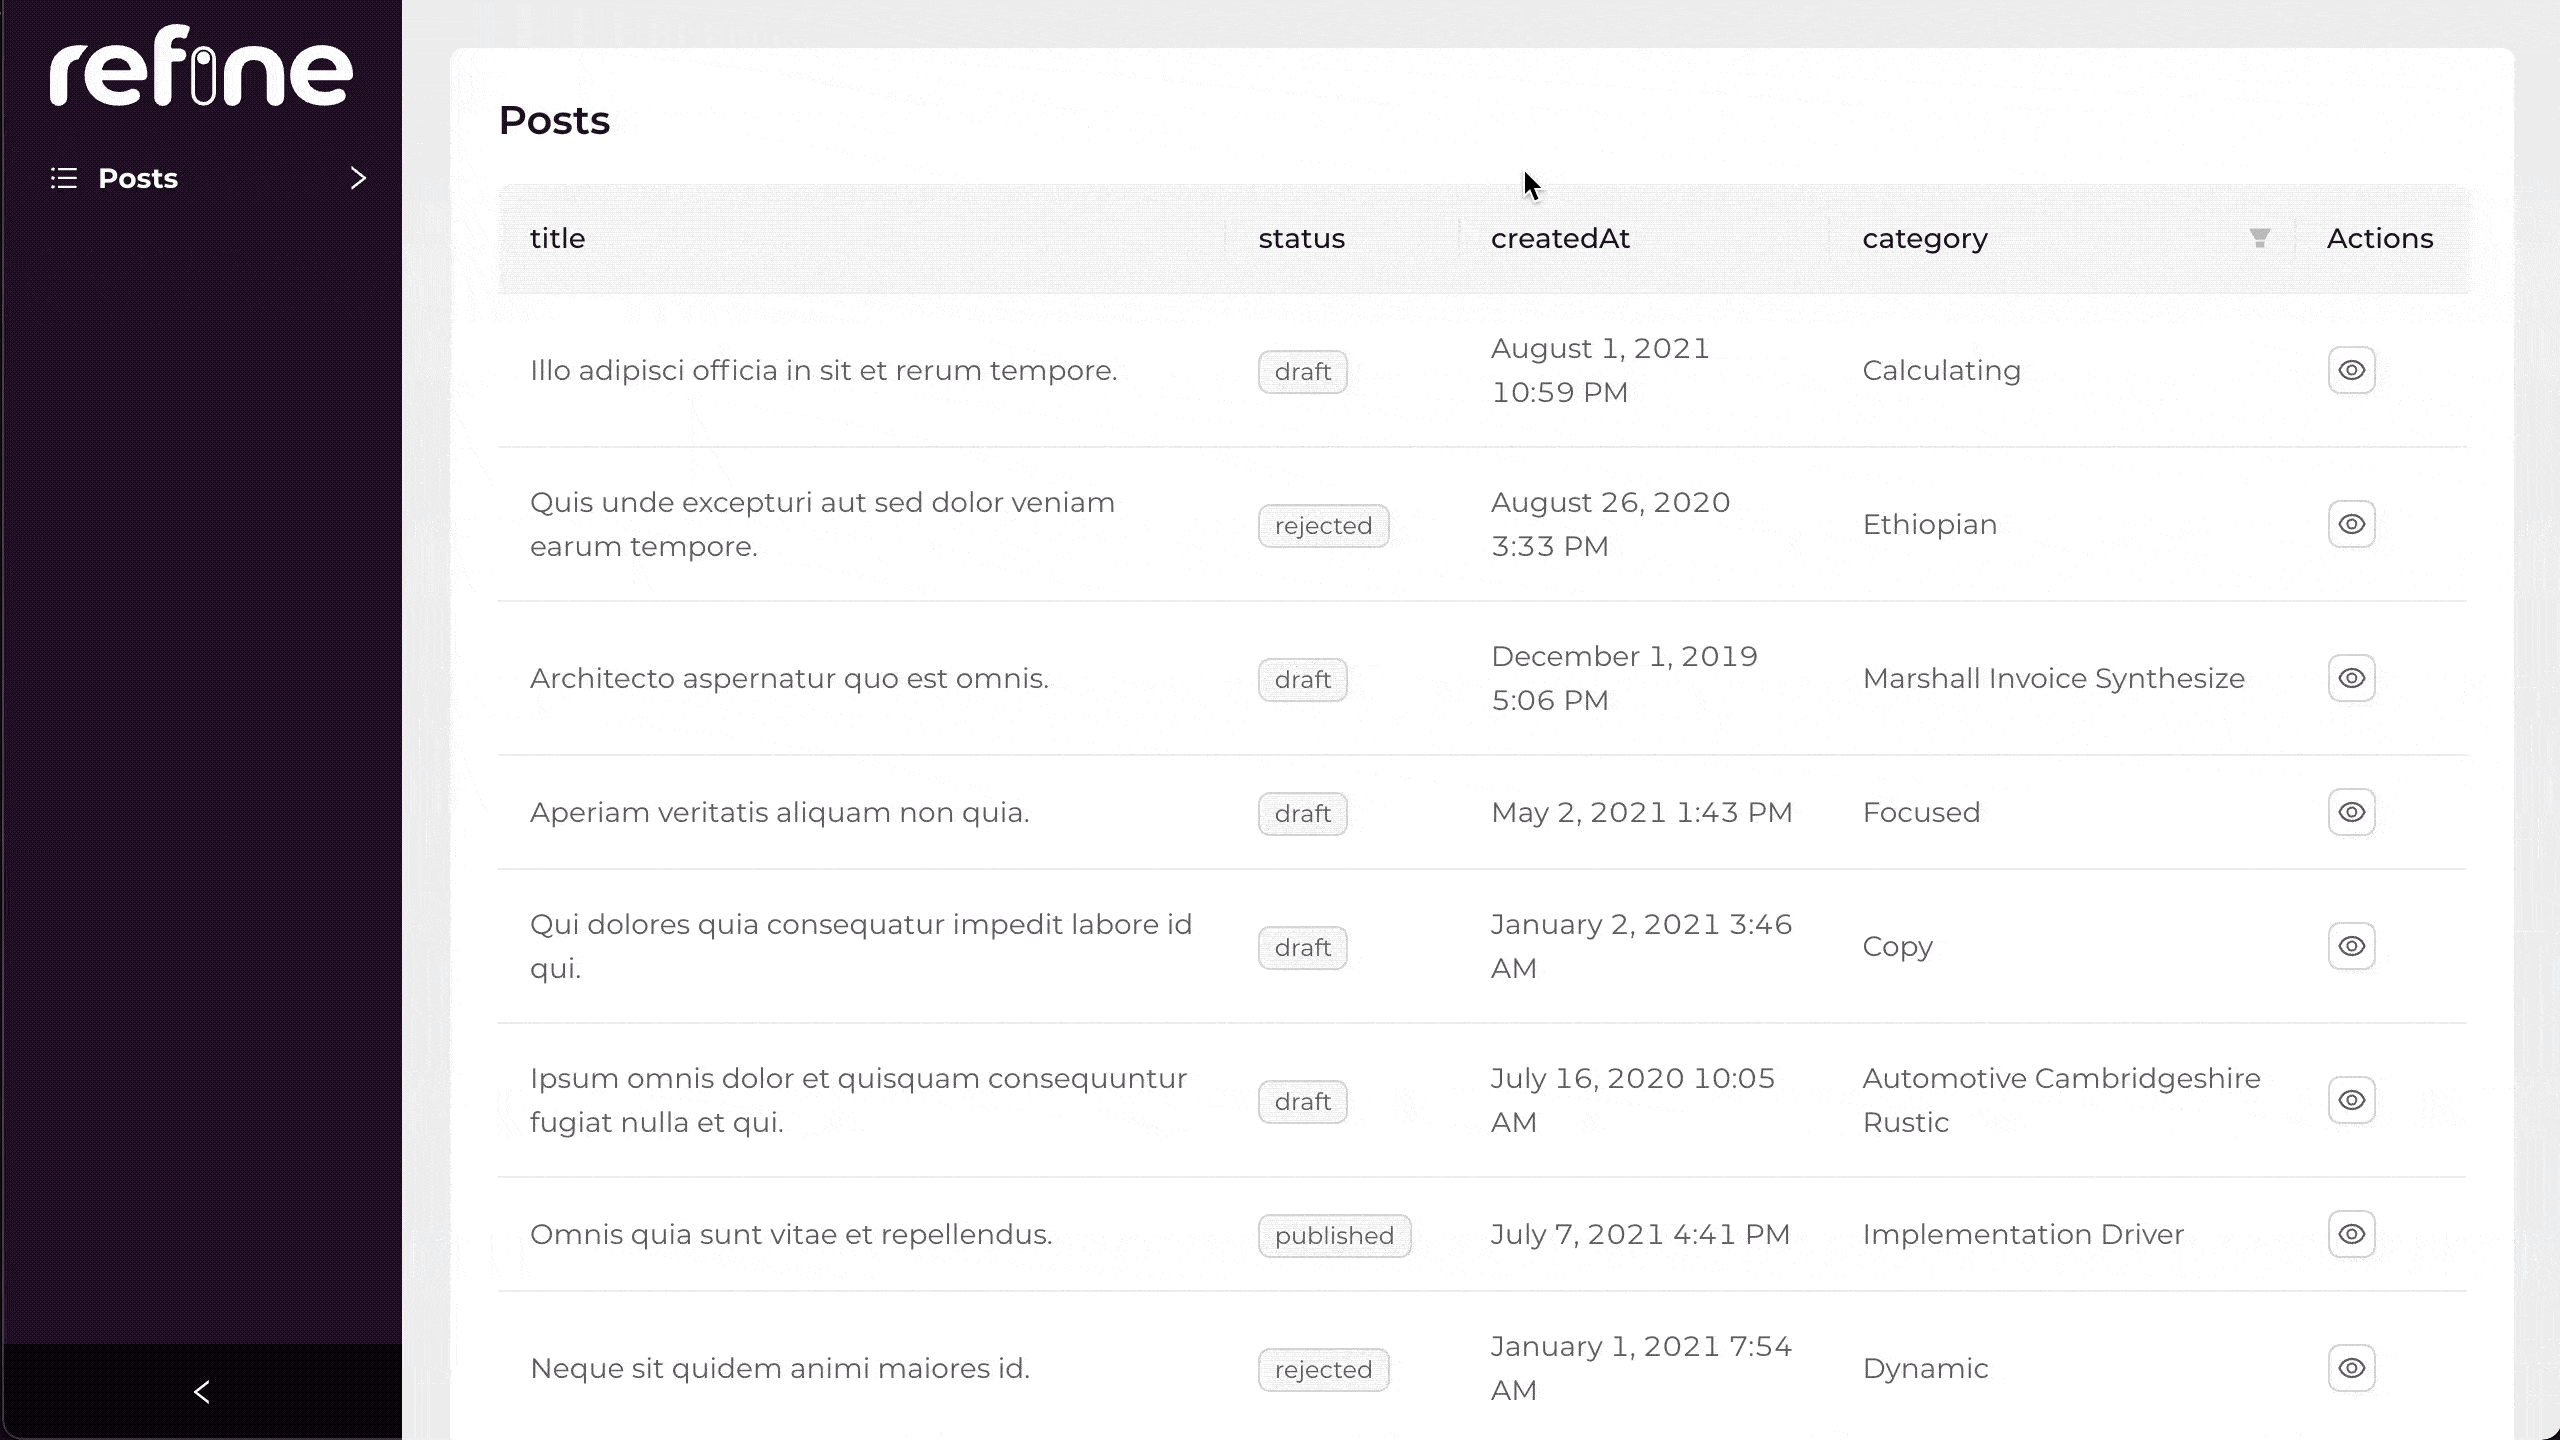 refine
Posts
Posts
title status createdAt category Actions
Illo adipisci officia in sit et rerum tempore. draft August 1, 2021
10:59 PM Calculating
Quis unde excepturi aut sed dolor veniam
earum tempore. rejected August 26, 2020
3:33 PM Ethiopian
Architecto aspernatur quo est omnis. draft December 1, 2019
5:06 PM Marshall Invoice Synthesize
Aperiam veritatis aliquam non quia. draft May 2, 2021 1:43 PM Focused
Qui dolores quia consequatur impedit labore id
qui. draft January 2, 2021 3:46
AM Copy
Ipsum omnis dolor et quisquam consequuntur
fugiat nulla et qui. draft July 16, 2020 10:05
AM Automotive Cambridgeshire
Rustic
Omnis quia sunt vitae et repellendus. published July 7, 2021 4:41 PM Implementation Driver
Neque sit quidem animi maiores id. rejected January 1, 2021 7:54
AM Dynamic